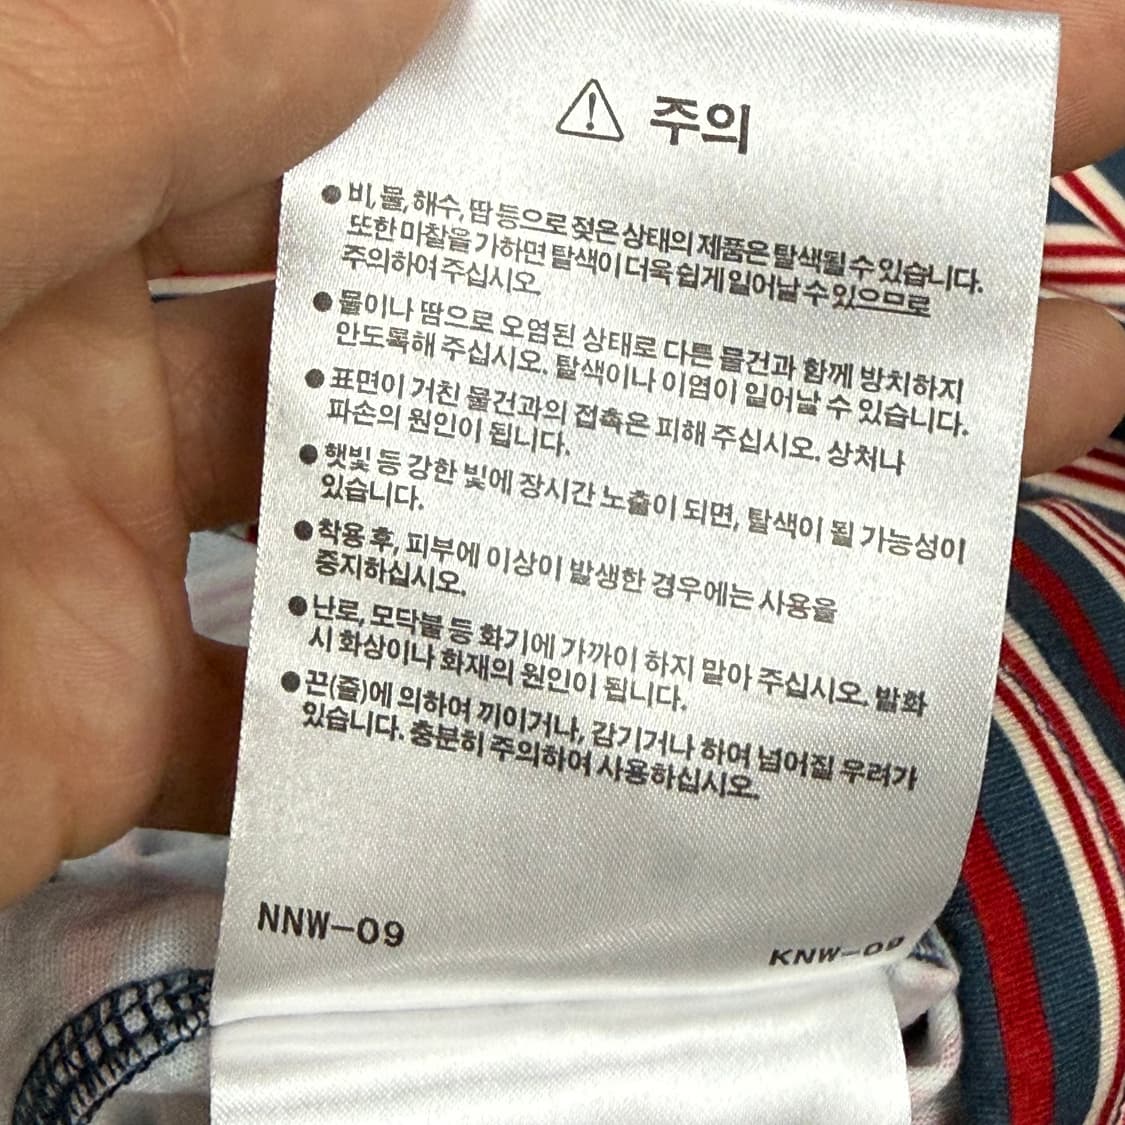 주의
● 비, 물, 해수, 땀 등으로 젖은 상태의 제품은 탈색될 수 있습니다.
또한 마찰을 가하면 탈색이 더욱 쉽게 일어날 수 있으므로
주의하여 주십시오.
● 물이나 땀으로 오염된 상태로 다른 물건과 함께 방치하지
안도록해 주십시오. 탈색이나 이염이 일어날 수 있습니다.
● 표면이 거친 물건과의 접촉은 피해 주십시오. 상처나
파손의 원인이 됩니다.
● 햇빛 등 강한 빛에 장시간 노출이 되면, 탈색이 될 가능성이
있습니다.
● 착용 후, 피부에 이상이 발생한 경우에는 사용을
중지하십시오.
● 난로, 모닥불 등 화기에 가까이 하지 말아 주십시오. 발화
시 화상이나 화재의 원인이 됩니다.
● 끈(줄)에 의하여 끼이거나, 감기거나 하여 넘어질 우려가
있습니다. 충분히 주의하여 사용하십시오.
NNW-09
KNW-09